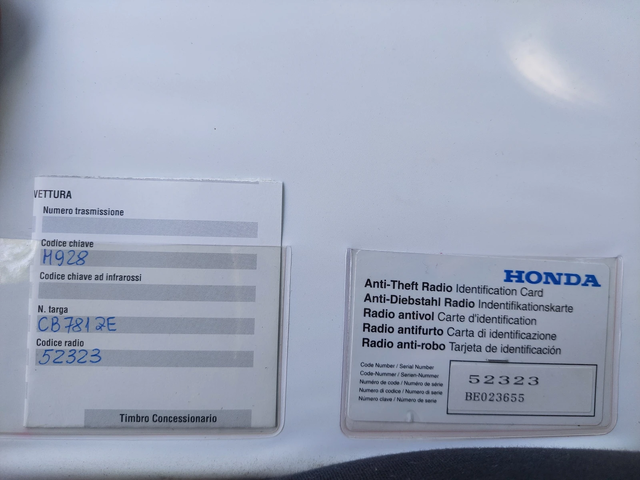 VETTURA
Numero trasmissione
Codice chiave
H928
Codice chiave ad infrarossi
N. targa
CB7812E
Codice radio
52323
Timbro Concessionario
HONDA
Anti-Theft Radio Identification Card
Anti-Diebstahl Radio Indentifikationskarte
Radio antivol Carte d'identification
Radio antifurto Carta di identificazione
Radio anti-robo Tarjeta de identificación
Code Number / Serial Number
Code-Nummer / Serien-Nummer
Numéro de code / Numéro de série
Numero di codice / Numero di serie
Número clave / Número de serie
52323
BE023655